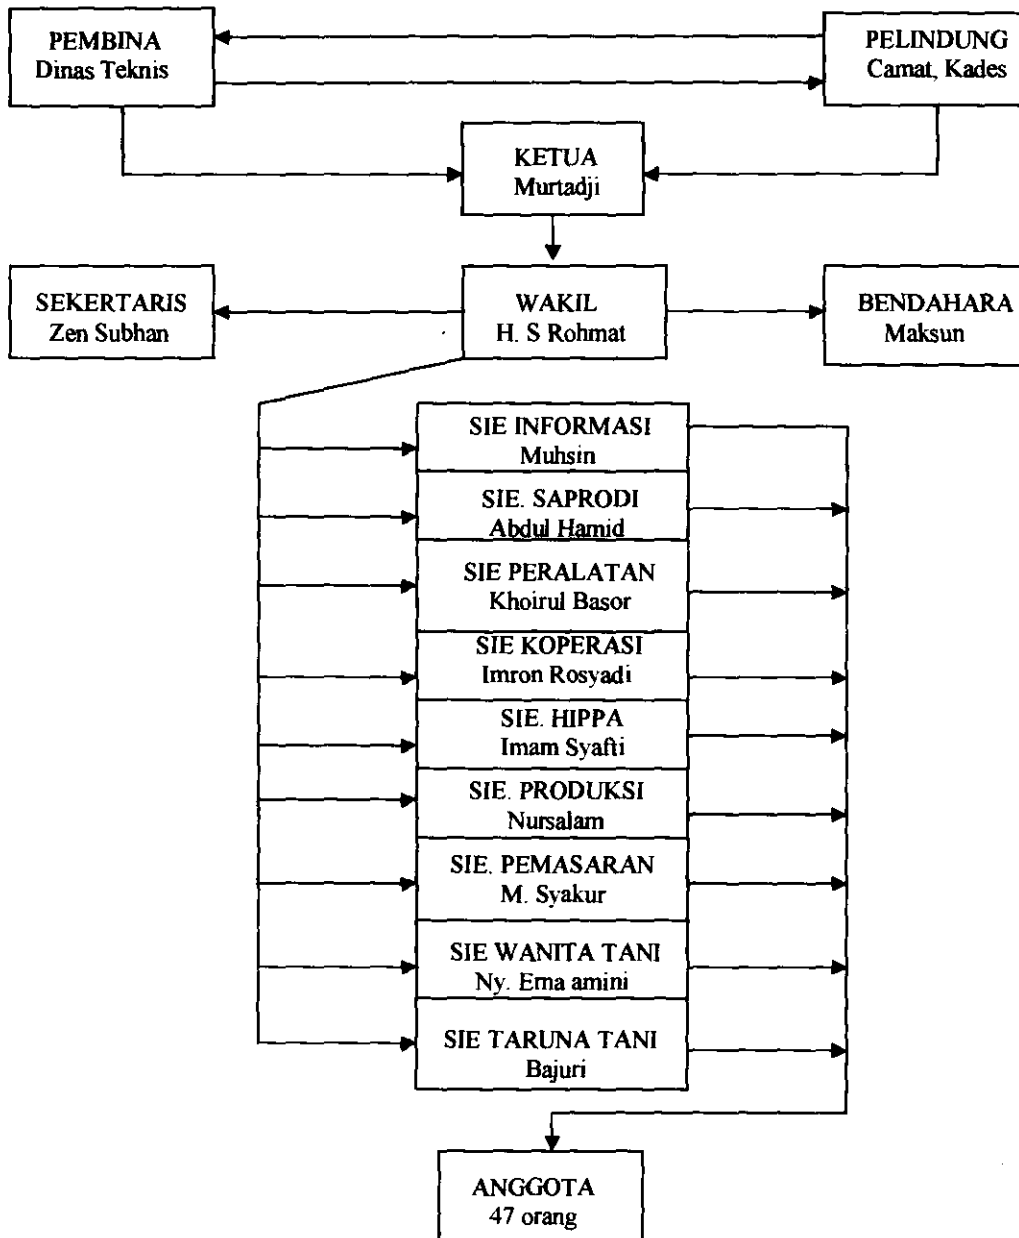 PEMBINA
Dinas Teknis
PELINDUNG
Camat, Kades
KETUA
Murtadji
SEKERTARIS
Zen Subhan
WAKIL
H. S Rohmat
BENDAHARA
Maksun
SIE INFORMASI
Muhsin
SIE. SAPRODI
Abdul Hamid
SIE PERALATAN
Khoirul Basor
SIE KOPERASI
Imron Rosyadi
SIE. HIPPA
Imam Syafti
SIE. PRODUKSI
Nursalam
SIE. PEMASARAN
M. Syakur
SIE WANITA TANI
Ny. Erna amini
SIE TARUNA TANI
Bajuri
ANGGOTA
47 orang